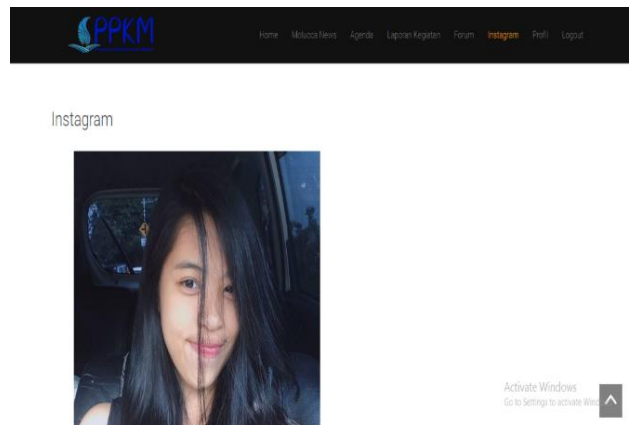 PPKM
Home Molucca News Agenda Laporan Kegiatan Forum Instagram Profil Logout
Instagram
Activate Windows
Go to Settings to activate Wind